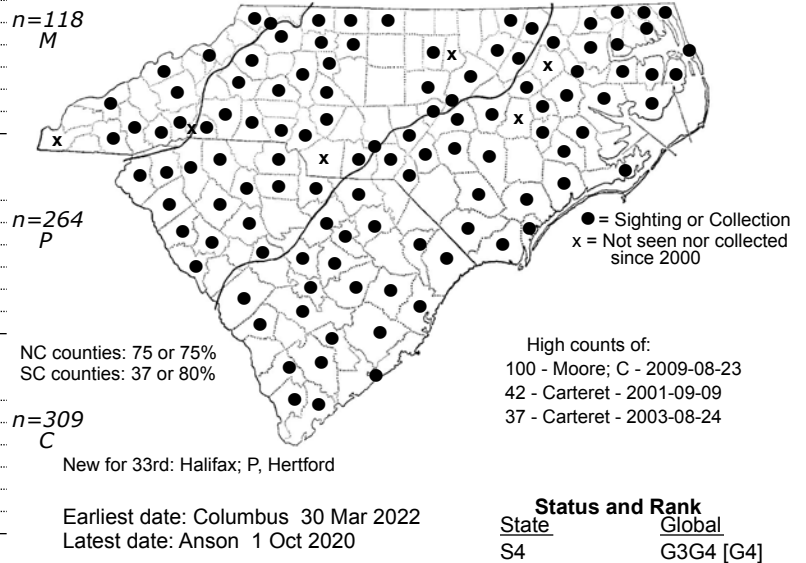 n=118
M
n=264
P
n=309
C
x
x
x
x
x
x
● = Sighting or Collection
x = Not seen nor collected
since 2000
NC counties: 75 or 75%
SC counties: 37 or 80%
High counts of:
100 - Moore; C - 2009-08-23
42 - Carteret - 2001-09-09
37 - Carteret - 2003-08-24
New for 33rd: Halifax; P, Hertford
Earliest date: Columbus 30 Mar 2022
Latest date: Anson 1 Oct 2020
Status and Rank
State Global
S4 G3G4 [G4]